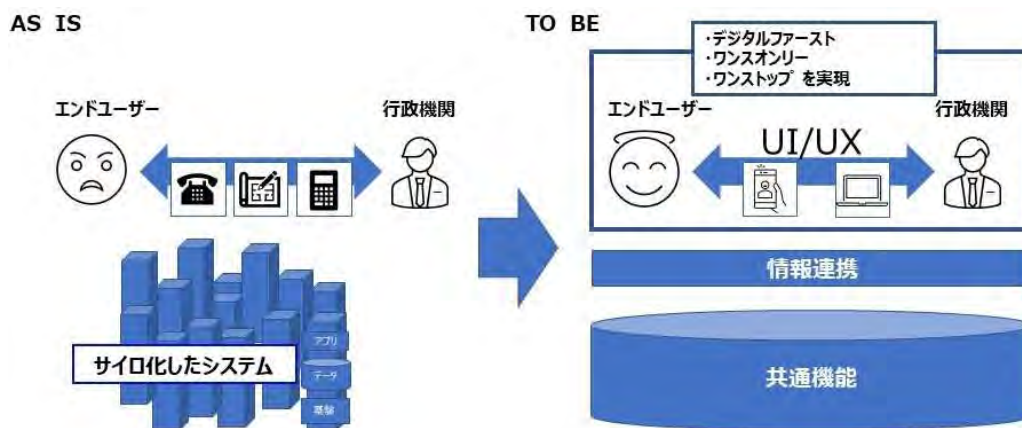 AS IS
エンドユーザー
行政機関
サイロ化したシステム
アプリ
データ
基盤
TO BE
・デジタルファースト
・ワンスオンリー
・ワンストップ を実現
エンドユーザー
行政機関
UI/UX
情報連携
共通機能